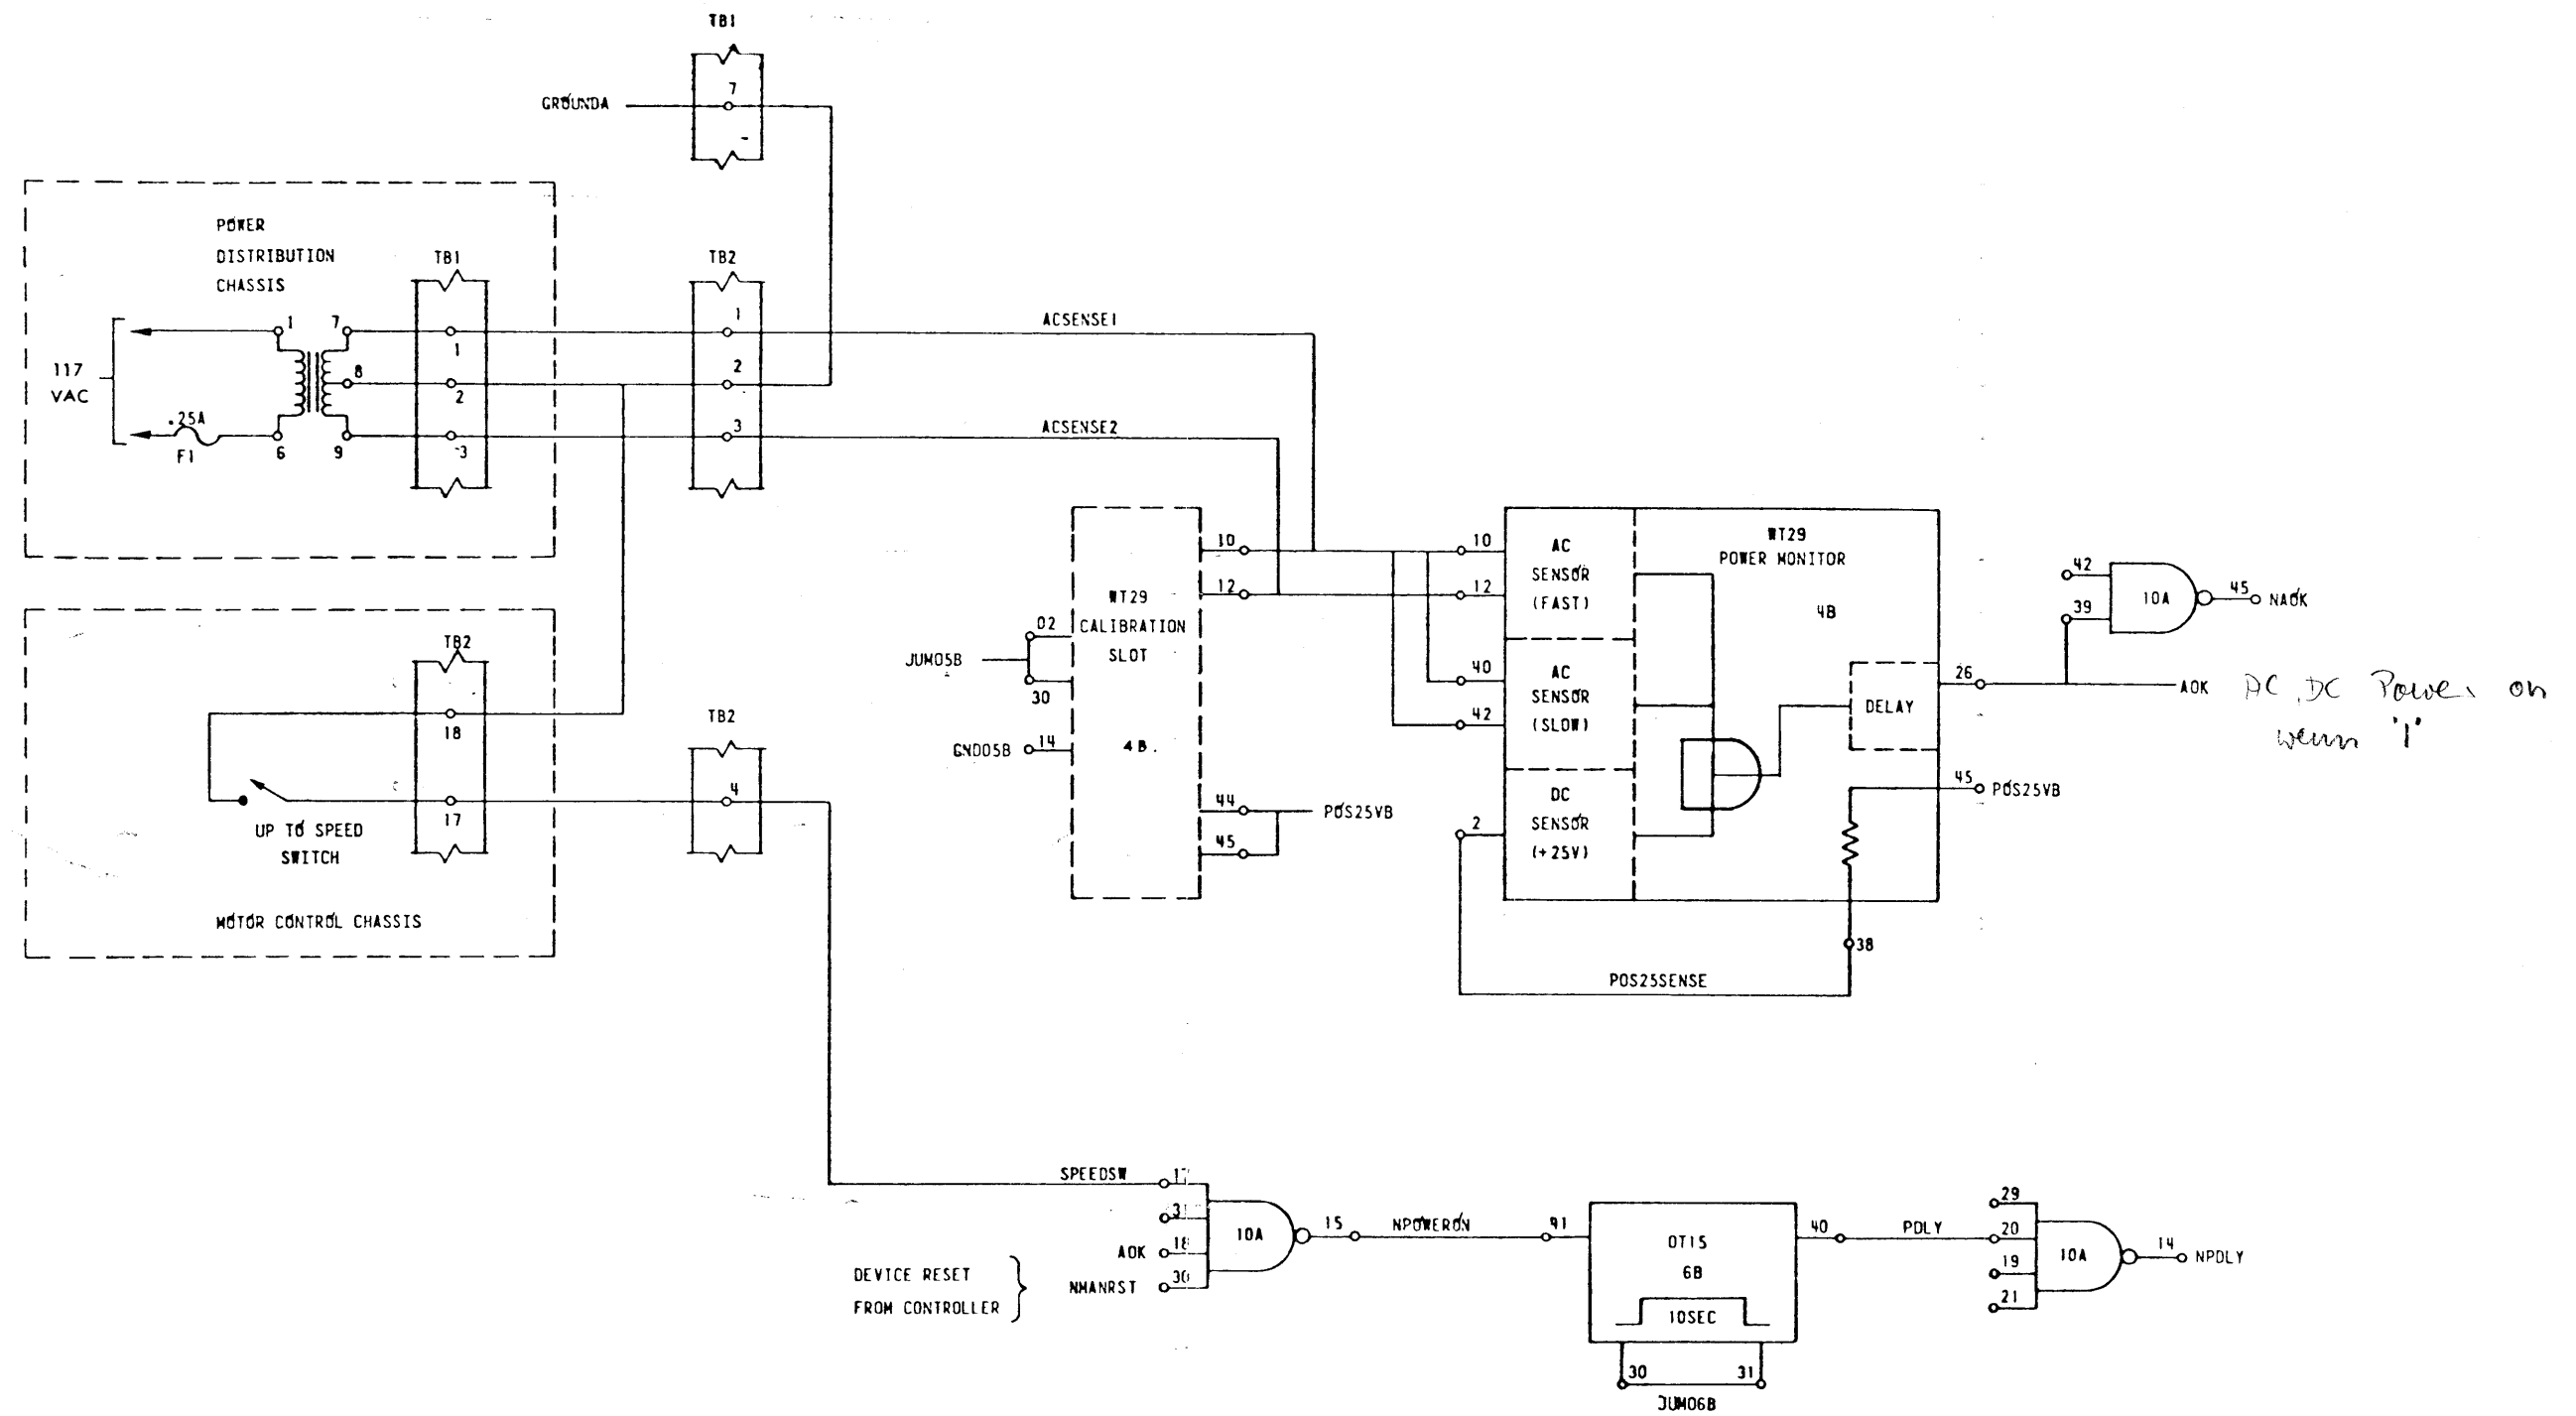 TB1
7
GROUNDA
POWER
DISTRIBUTION
CHASSIS
TB1
TB2
1
7
1
1
ACSENSE1
117
VAC
8
2
2
.25A
F1
6
9
3
3
ACSENSE2
WT29
CALIBRATION
SLOT
4B
10
12
02
JUM05B
30
GND05B
14
44
45
POS25VB
10
AC
SENSOR
(FAST)
12
40
AC
SENSOR
(SLOW)
42
2
DC
SENSOR
(+25V)
WT29
POWER MONITOR
4B
DELAY
26
AOK
AC, DC Power on
wenn "1"
42
39
10A
45
NAOK
45
POS25VB
38
POS25SENSE
TB2
18
17
UP TO SPEED
SWITCH
MOTOR CONTROL CHASSIS
TB2
4
SPEEDSW
17
31
AOK
18
NMANRST
30
DEVICE RESET
FROM CONTROLLER
10A
15
NPOWERON
41
OT15
6B
10SEC
30
31
JUM06B
40
PDLY
29
20
19
21
10A
14
NPDLY